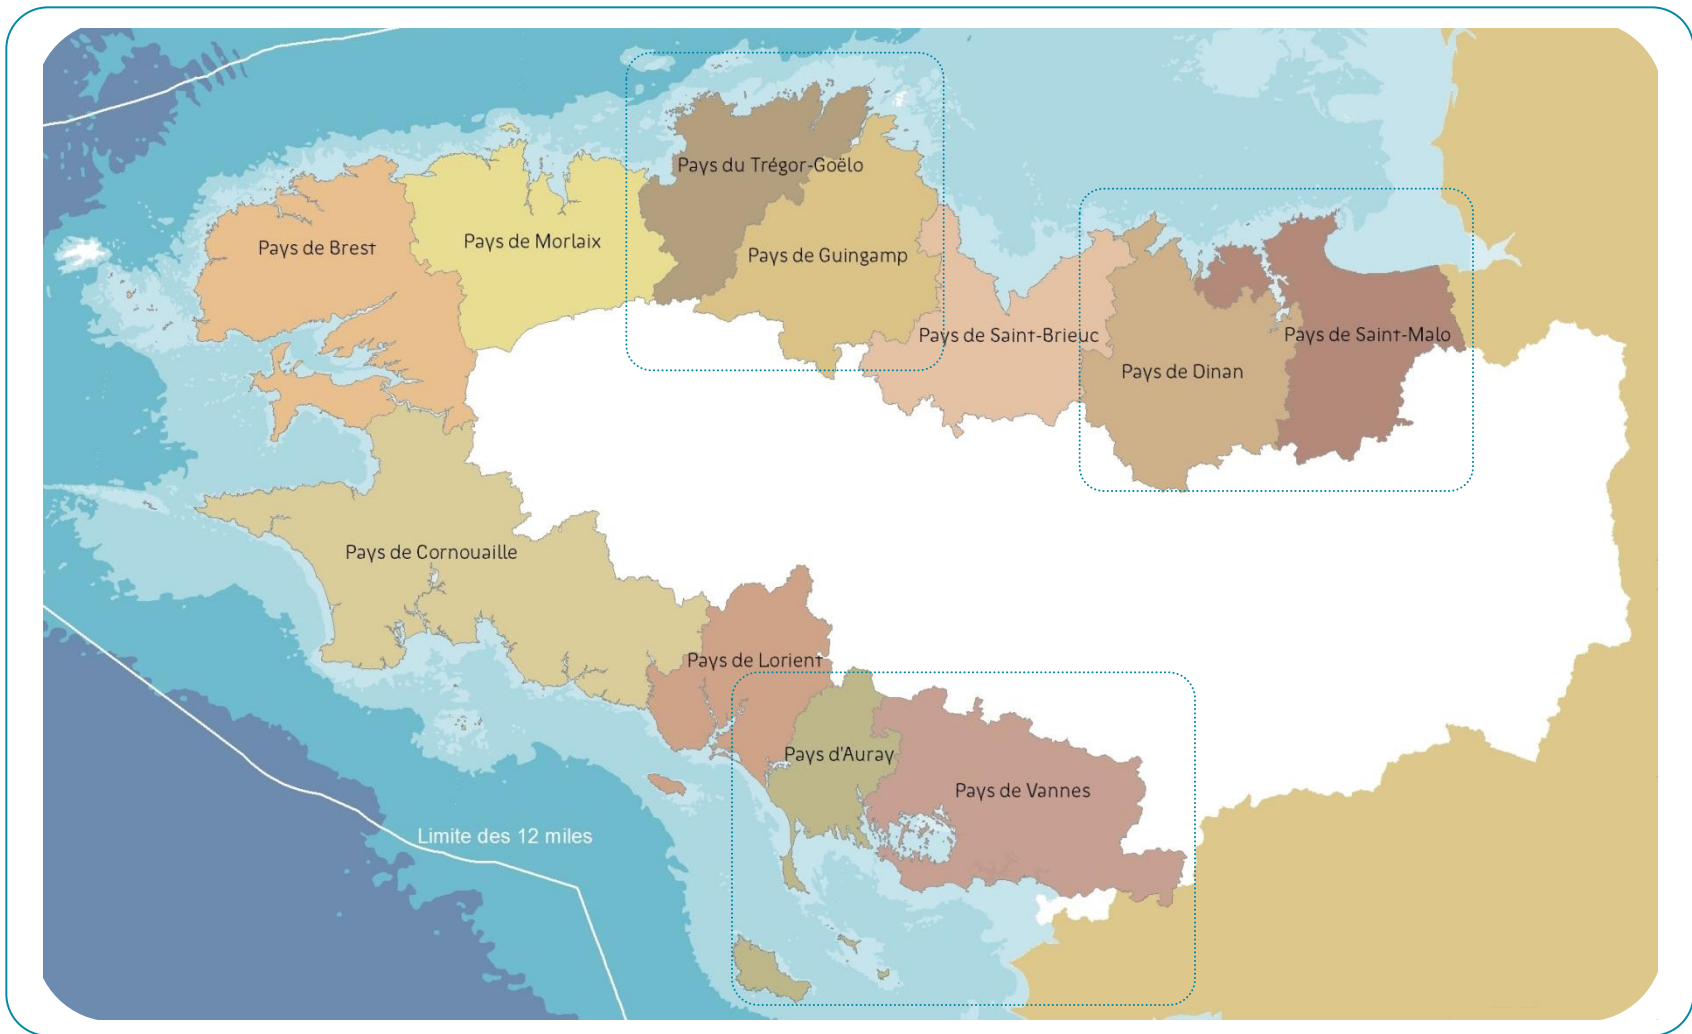 Pays du Trégor-Goëlo
Pays de Brest
Pays de Morlaix
Pays de Guingamp
Pays de Saint-Brieuc
Pays de Saint-Malo
Pays de Dinan
Pays de Cornouaille
Pays de Lorient
Pays d'Auray
Pays de Vannes
Limite des 12 miles